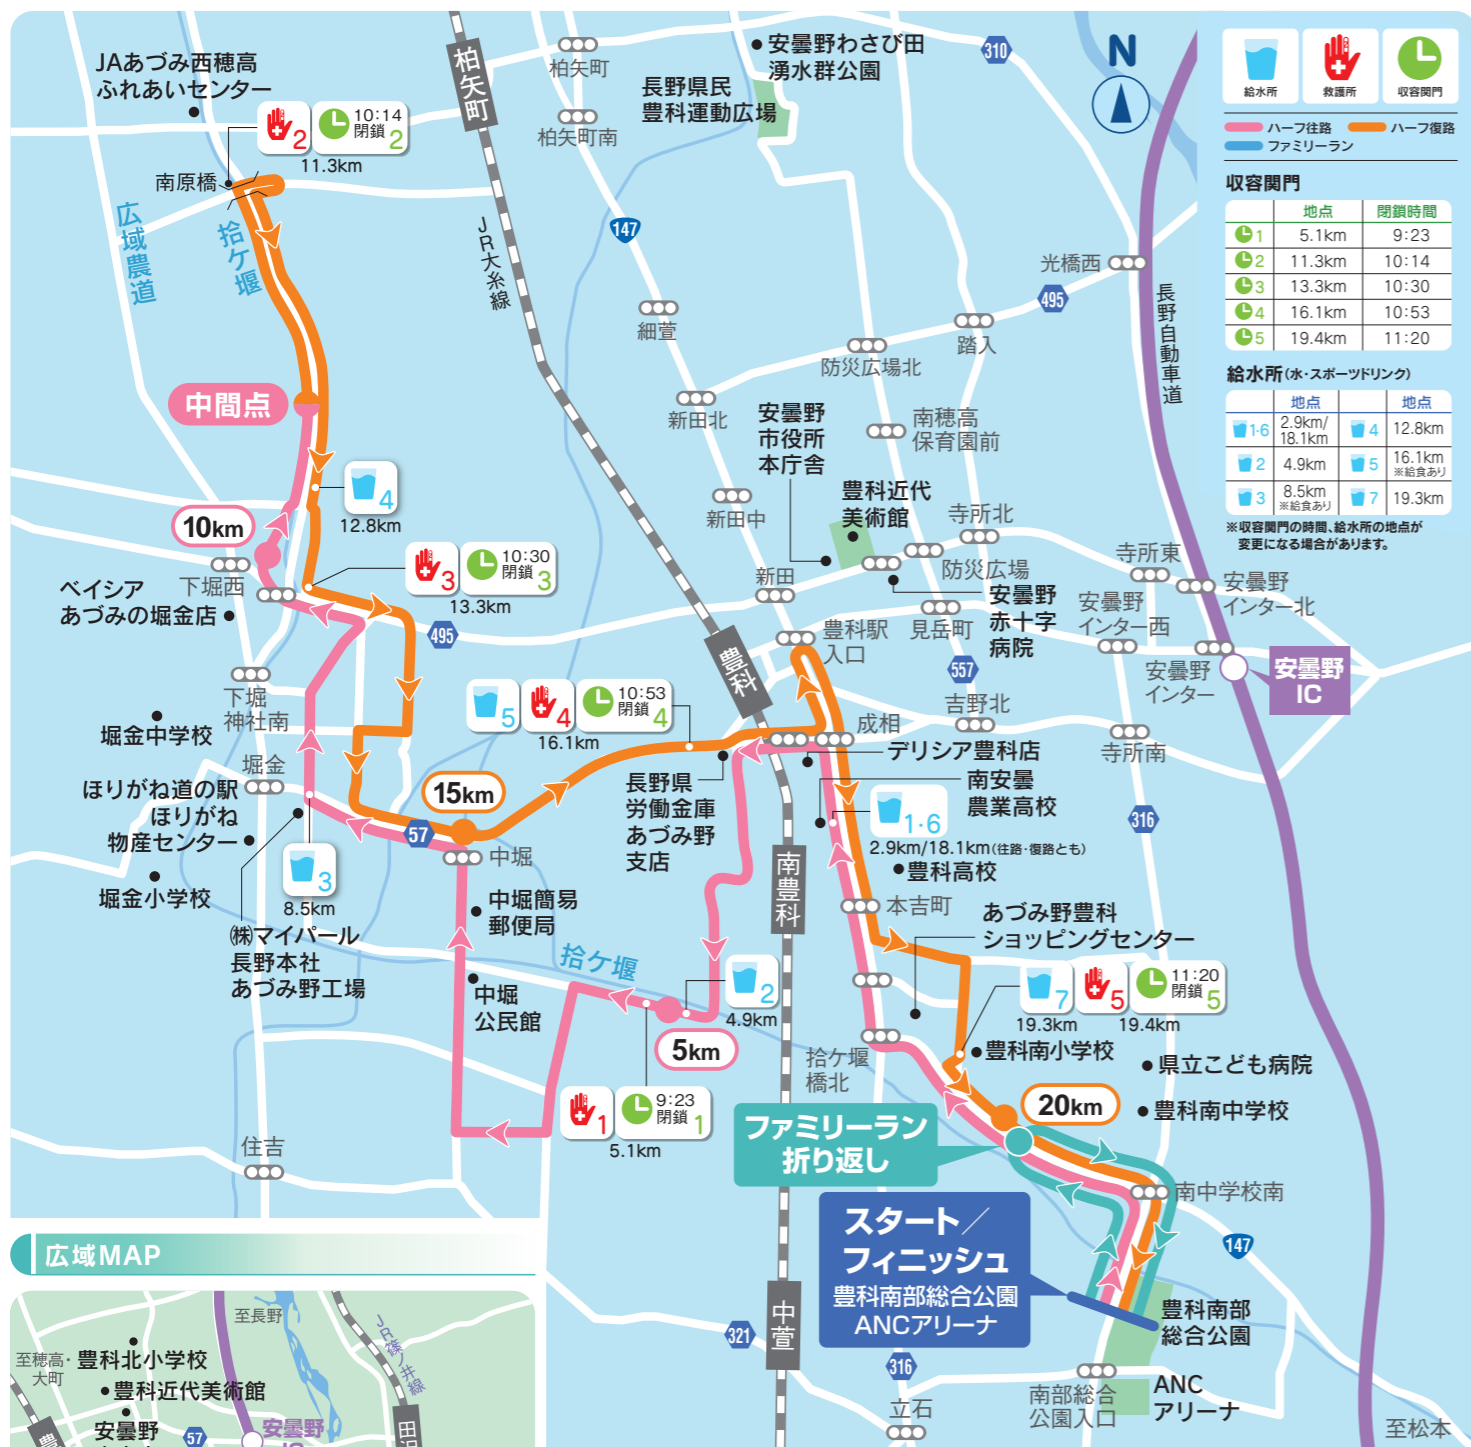 JAあづみ西穂高
ふれあいセンター
2
10:14
閉鎖
2
11.3km
南原橋
広域農道
拾ケ堰
柏矢町
柏矢町
柏矢町南
JR大糸線
147
長野県民
豊科運動広場
安曇野わさび田
湧水群公園
310
N
給水所
救護所
収容関門
ハーフ往路
ハーフ復路
ファミリーラン
収容関門
地点
閉鎖時間
1
5.1km
9:23
2
11.3km
10:14
3
13.3km
10:30
4
16.1km
10:53
5
19.4km
11:20
給水所(水・スポーツドリンク)
地点
地点
1·6
2.9km/
18.1km
4
12.8km
2
4.9km
5
16.1km
※給食あり
3
8.5km
※給食あり
7
19.3km
※収容関門の時間、給水所の地点が
変更になる場合があります。
光橋西
495
長野自動車道
細萱
踏入
防災広場北
新田北
安曇野
市役所
本庁舎
南穂高
保育園前
中間点
4
12.8km
10km
新田中
豊科近代
美術館
寺所北
寺所東
3
10:30
閉鎖
3
13.3km
下堀西
ベイシア
あづみの堀金店
495
新田
防災広場
安曇野
インター北
安曇野
インター西
見岳町
安曇野
赤十字
病院
豊科駅
入口
豊科
557
安曇野
インター
安曇野
IC
下堀
神社南
堀金中学校
5
4
10:53
閉鎖
4
16.1km
吉野北
成相
デリシア豊科店
寺所南
堀金
ほりがね道の駅
ほりがね
物産センター
15km
57
長野県
労働金庫
あづみ野
支店
南安曇
農業高校
1·6
2.9km/18.1km(往路・復路とも)
316
堀金小学校
3
8.5km
中堀
南豊科
豊科高校
中堀簡易
郵便局
本吉町
あづみ野豊科
ショッピングセンター
㈱マイパール
長野本社
あづみ野工場
拾ケ堰
中堀
公民館
2
4.9km
5km
7
19.3km
5
11:20
閉鎖
5
19.4km
拾ケ堰
橋北
豊科南小学校
県立こども病院
1
9:23
閉鎖
1
5.1km
20km
豊科南中学校
ファミリーラン
折り返し
住吉
南中学校南
スタート/
フィニッシュ
豊科南部総合公園
ANCアリーナ
147
広域MAP
中萱
321
316
豊科南部
総合公園
南部総合
公園入口
ANC
アリーナ
立石
至松本
至長野
JR篠ノ井線
至穂高・
大町
豊科北小学校
豊科近代美術館
安曇野
57
安曇野